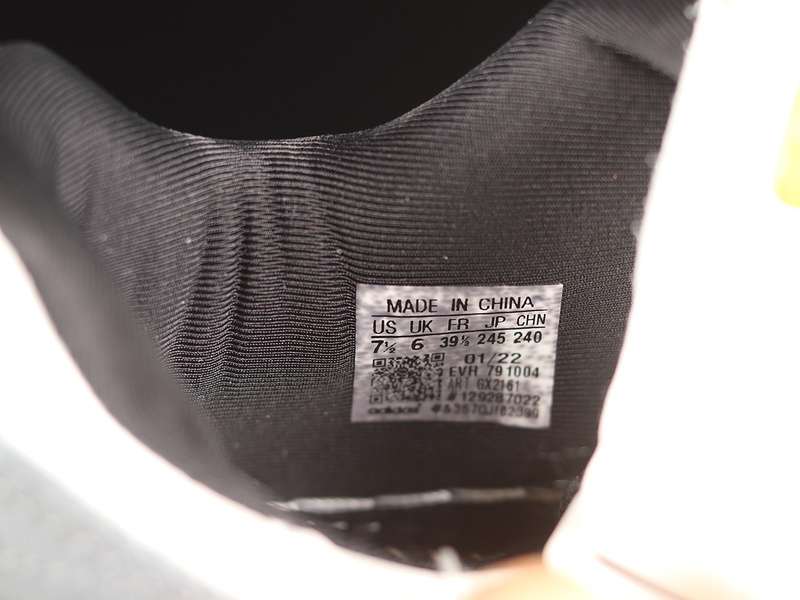 MADE IN CHINA
US UK FR JP CHN
7½ 6 39⅓ 245 240
01/22
EVH 791004
ART GX2161
#129287022
adidas